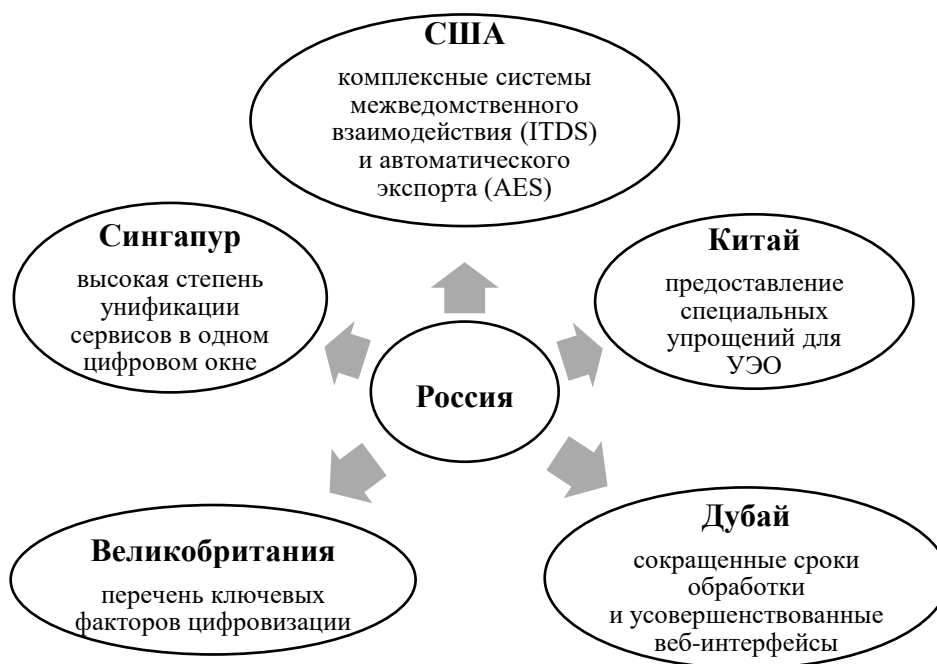 США
комплексные системы
межведомственного
взаимодействия (ITDS)
и автоматического
экспорта (AES)
Сингапур
высокая степень
унификации
сервисов в одном
цифровом окне
Китай
предоставление
специальных
упрощений для
УЭО
Россия
Великобритания
перечень ключевых
факторов цифровизации
Дубай
сокращенные сроки
обработки
и усовершенствованные
веб-интерфейсы